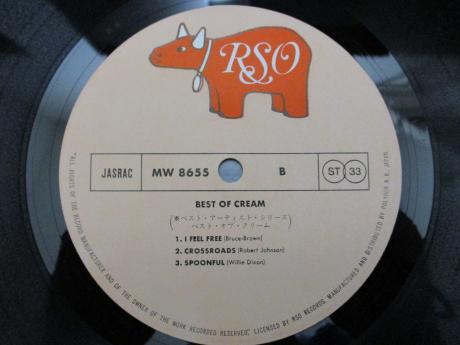 RSO
JASRAC MW 8655 B ST 33
BEST OF CREAM
(※ベスト・アーティスト・シリーズ
ベスト・オブ・クリーム)
1. I FEEL FREE (Bruce-Brown)
2. CROSSROADS (Robert Johnson)
3. SPOONFUL (Willie Dixon)
"ALL RIGHTS OF THE RECORD MANUFACTURER AND OF THE OWNER OF THE WORK RECORDED RESERVED," LICENSED BY RSO RECORDS. MANUFACTURED AND DISTRIBUTED BY POLYDOR K.K. JAPAN.